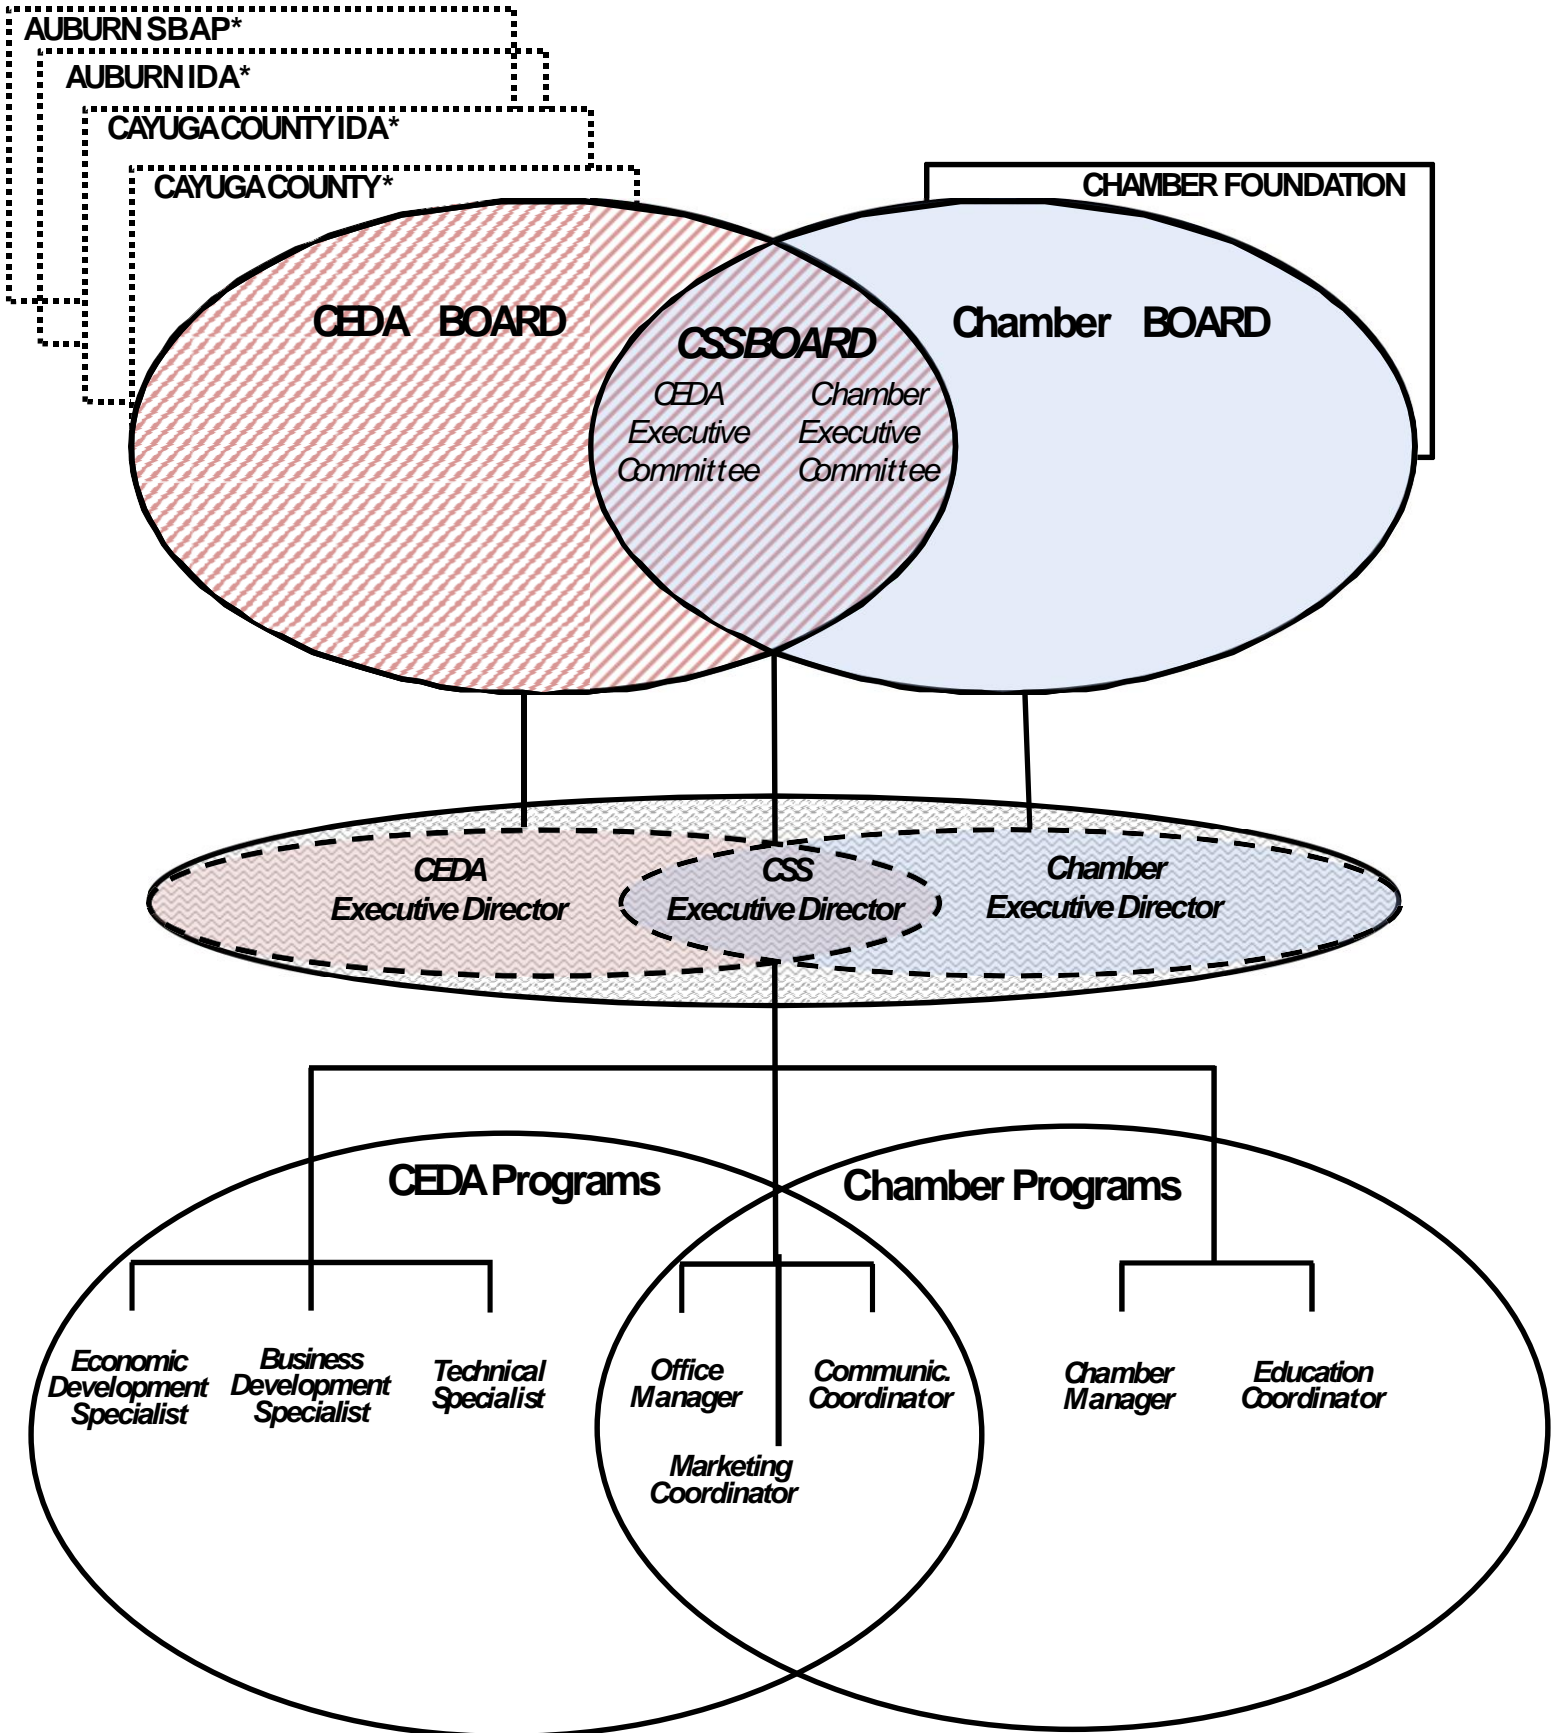 AUBURN SBAP*
AUBURN IDA*
CAYUGA COUNTY IDA*
CAYUGA COUNTY*
CHAMBER FOUNDATION
CEDA BOARD
CSS BOARD
Chamber BOARD
CEDA Chamber
Executive Executive
Committee Committee
CEDA
Executive Director
CSS
Executive Director
Chamber
Executive Director
CEDA Programs
Chamber Programs
Economic
Development
Specialist
Business
Development
Specialist
Technical
Specialist
Office
Manager
Communic.
Coordinator
Marketing
Coordinator
Chamber
Manager
Education
Coordinator